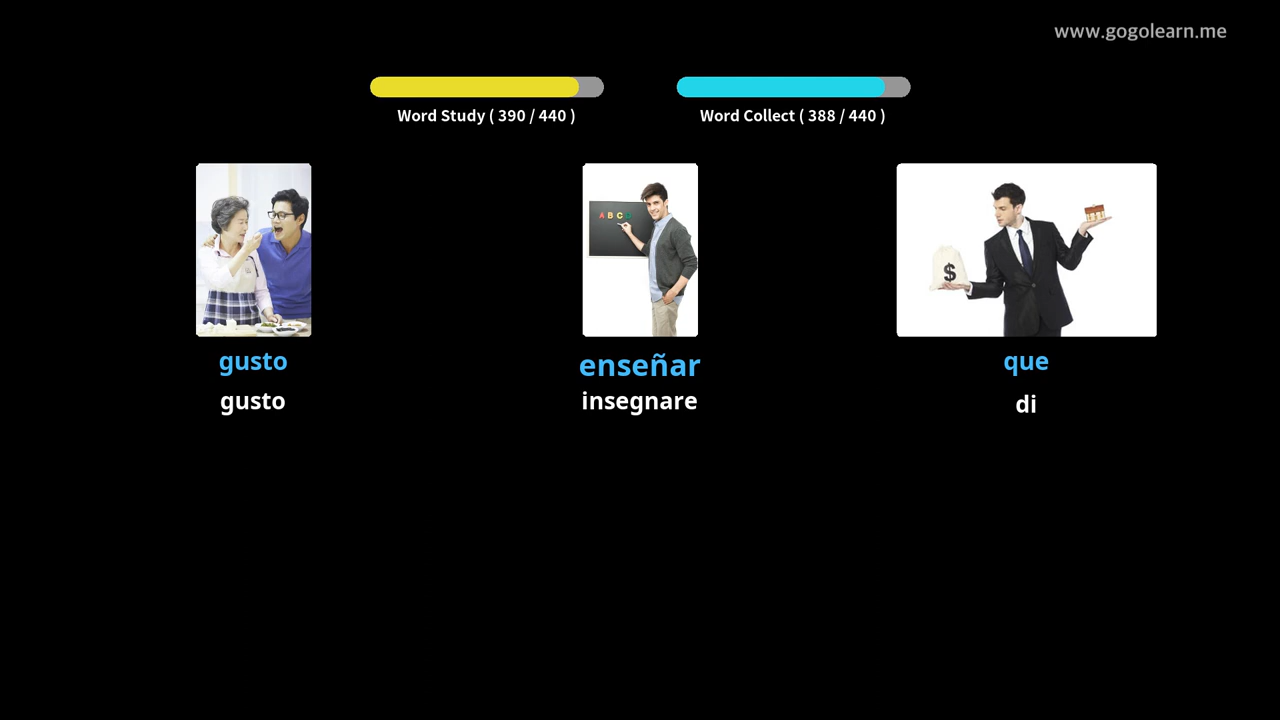 www.gogolearn.me
Word Study ( 390 / 440 )
Word Collect ( 388 / 440 )
A B C
$
gusto
enseñar
que
gusto
insegnare
di